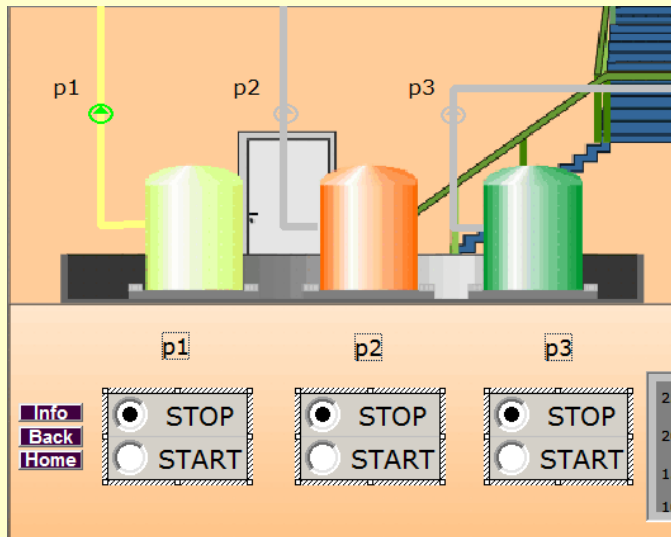 p1
p2
p3
p1
p2
p3
Info
Back
Home
STOP
START
STOP
START
STOP
START